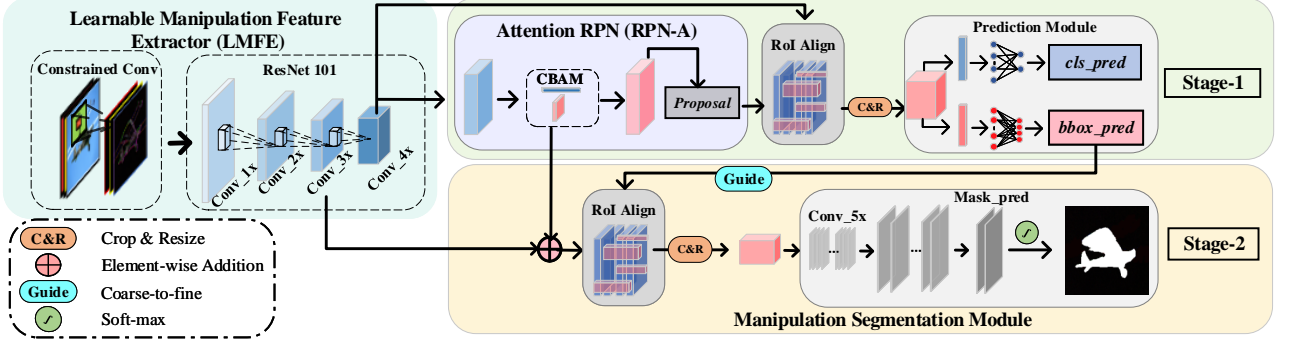 Learnable Manipulation Feature
Extractor (LMFE)
Constrained Conv
ResNet 101
Conv_1x
Conv_2x
Conv_3x
Conv_4x
Attention RPN (RPN-A)
CBAM
Proposal
RoI Align
C&R
Prediction Module
cls_pred
bbox_pred
Stage-1
Guide
RoI Align
C&R
Conv_5x
...
...
Mask_pred
Stage-2
Manipulation Segmentation Module
C&R Crop & Resize
Element-wise Addition
Guide Coarse-to-fine
Soft-max